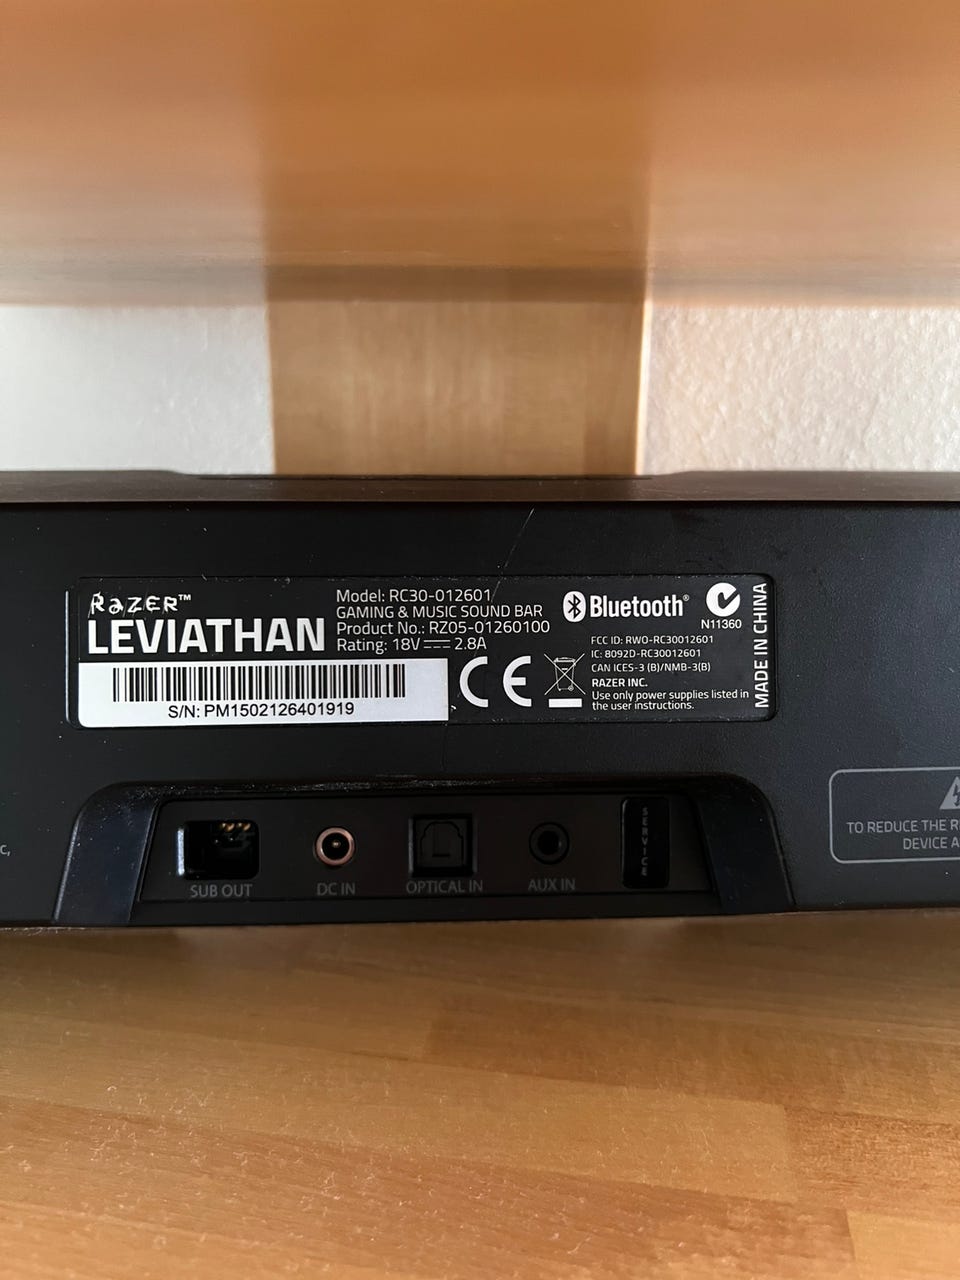 RaZER™
LEVIATHAN
Model: RC30-012601
GAMING & MUSIC SOUND BAR
Product No.: RZ05-01260100
Rating: 18V 2.8A
S/N: PM1502126401919
Bluetooth®
N11360
FCC ID: RWO-RC30012601
IC: 8092D-RC30012601
CAN ICES-3 (B)/NMB-3(B)
RAZER INC.
Use only power supplies listed in
the user instructions.
MADE IN CHINA
CE
c,
SUB OUT
DC IN
OPTICAL IN
AUX IN
SERVICE
TO REDUCE THE
DEVICE